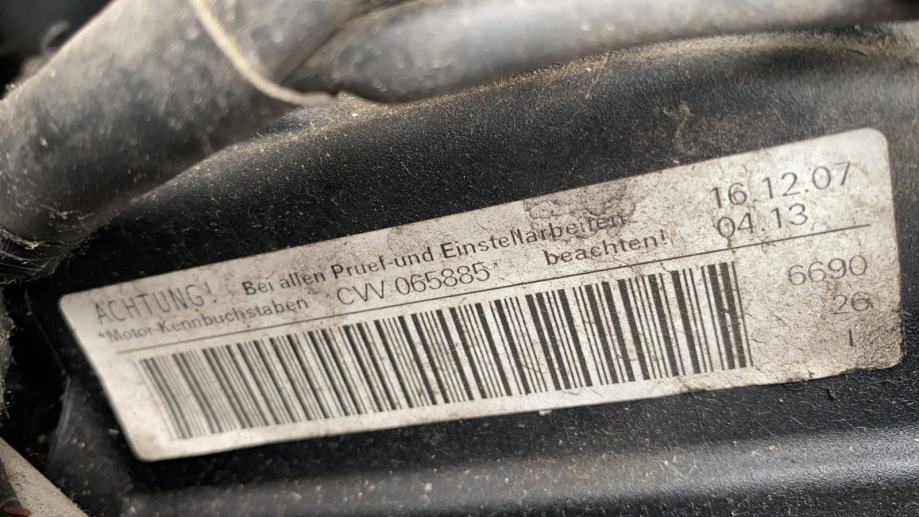 ACHTUNG! Bei allen Pruef-und Einstellarbeiten 16.12.07
*Motor-Kennbuchstaben CVV 065885* beachten! 04.13
6690
26
1